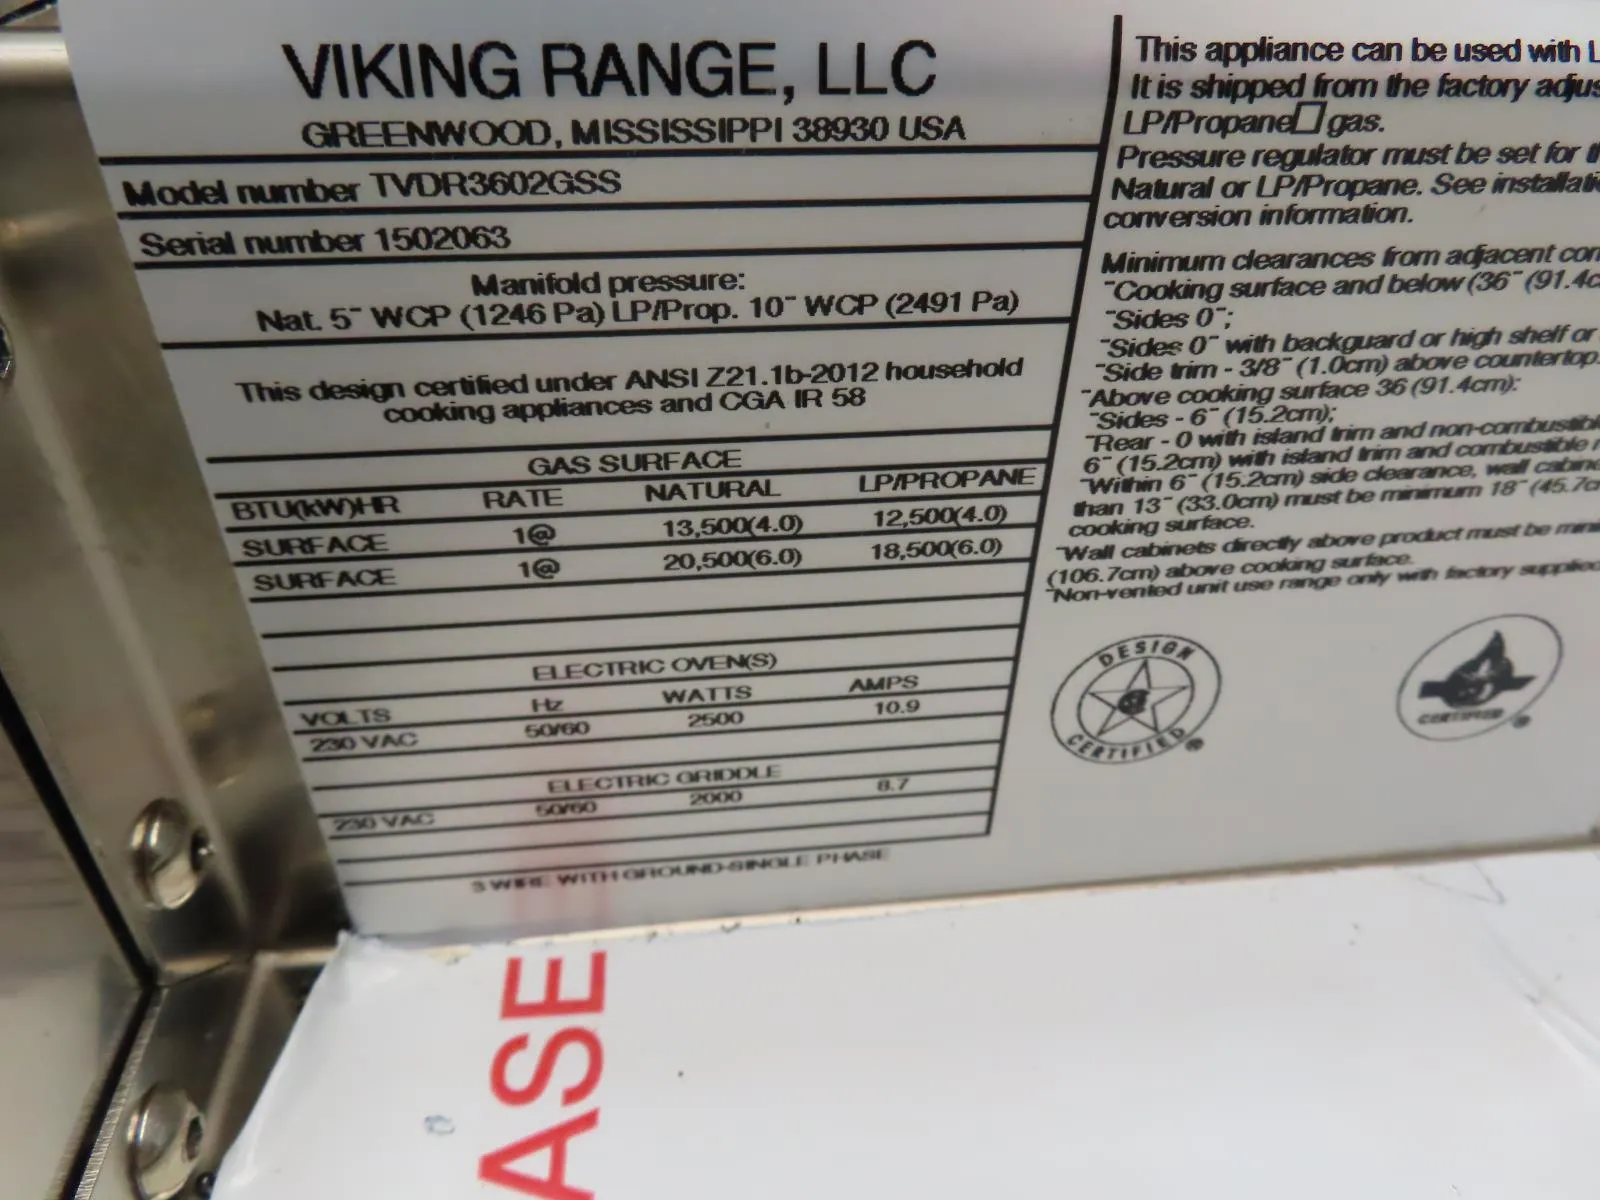 VIKING RANGE, LLC
GREENWOOD, MISSISSIPPI 38930 USA
Model number TVDR3602GSS
Serial number 1502063
Manifold pressure:
Nat. 5" WCP (1246 Pa) LP/Prop. 10" WCP (2491 Pa)
This design certified under ANSI Z21.1b-2012 household
cooking appliances and CGA IR 58
GAS SURFACE
BTU(kW)HR RATE NATURAL LP/PROPANE
SURFACE 1@ 13,500(4.0) 12,500(4.0)
SURFACE 1@ 20,500(6.0) 18,500(6.0)
ELECTRIC OVEN(S)
VOLTS Hz WATTS AMPS
230 VAC 50/60 2500 10.9
ELECTRIC GRIDDLE
230 VAC 50/60 2000 8.7
3 WIRE WITH GROUND-SINGLE PHASE
This appliance can be used with
It is shipped from the factory
LP/Propane☐ gas.
Pressure regulator must be set for
Natural or LP/Propane. See
conversion information.
Minimum clearances from adjacent
"Cooking surface and below (36" (91.4c
"Sides 0";
"Sides 0" with backguard or high shelf or
"Side trim - 3/8" (1.0cm) above countertop.
"Above cooking surface 36 (91.4cm):
"Sides - 6" (15.2cm);
"Rear - 0 with island trim and
6" (15.2cm) with island trim and combustible
"Within 6" (15.2cm) side clearance, wall
than 13" (33.0cm) must be minimum 18" (45.7c
cooking surface.
"Wall cabinets directly above product must be
(106.7cm) above cooking surface.
"Non-vented unit use range only with factory
DESIGN
CERTIFIED ®
CERTIFIED ®
ASE